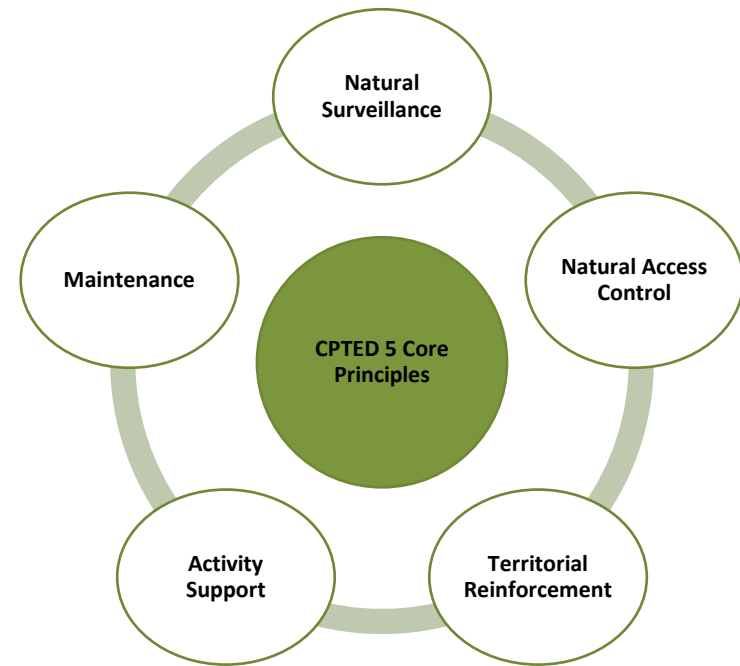 Natural
Surveillance
Natural Access
Control
Maintenance
CPTED 5 Core
Principles
Activity
Support
Territorial
Reinforcement